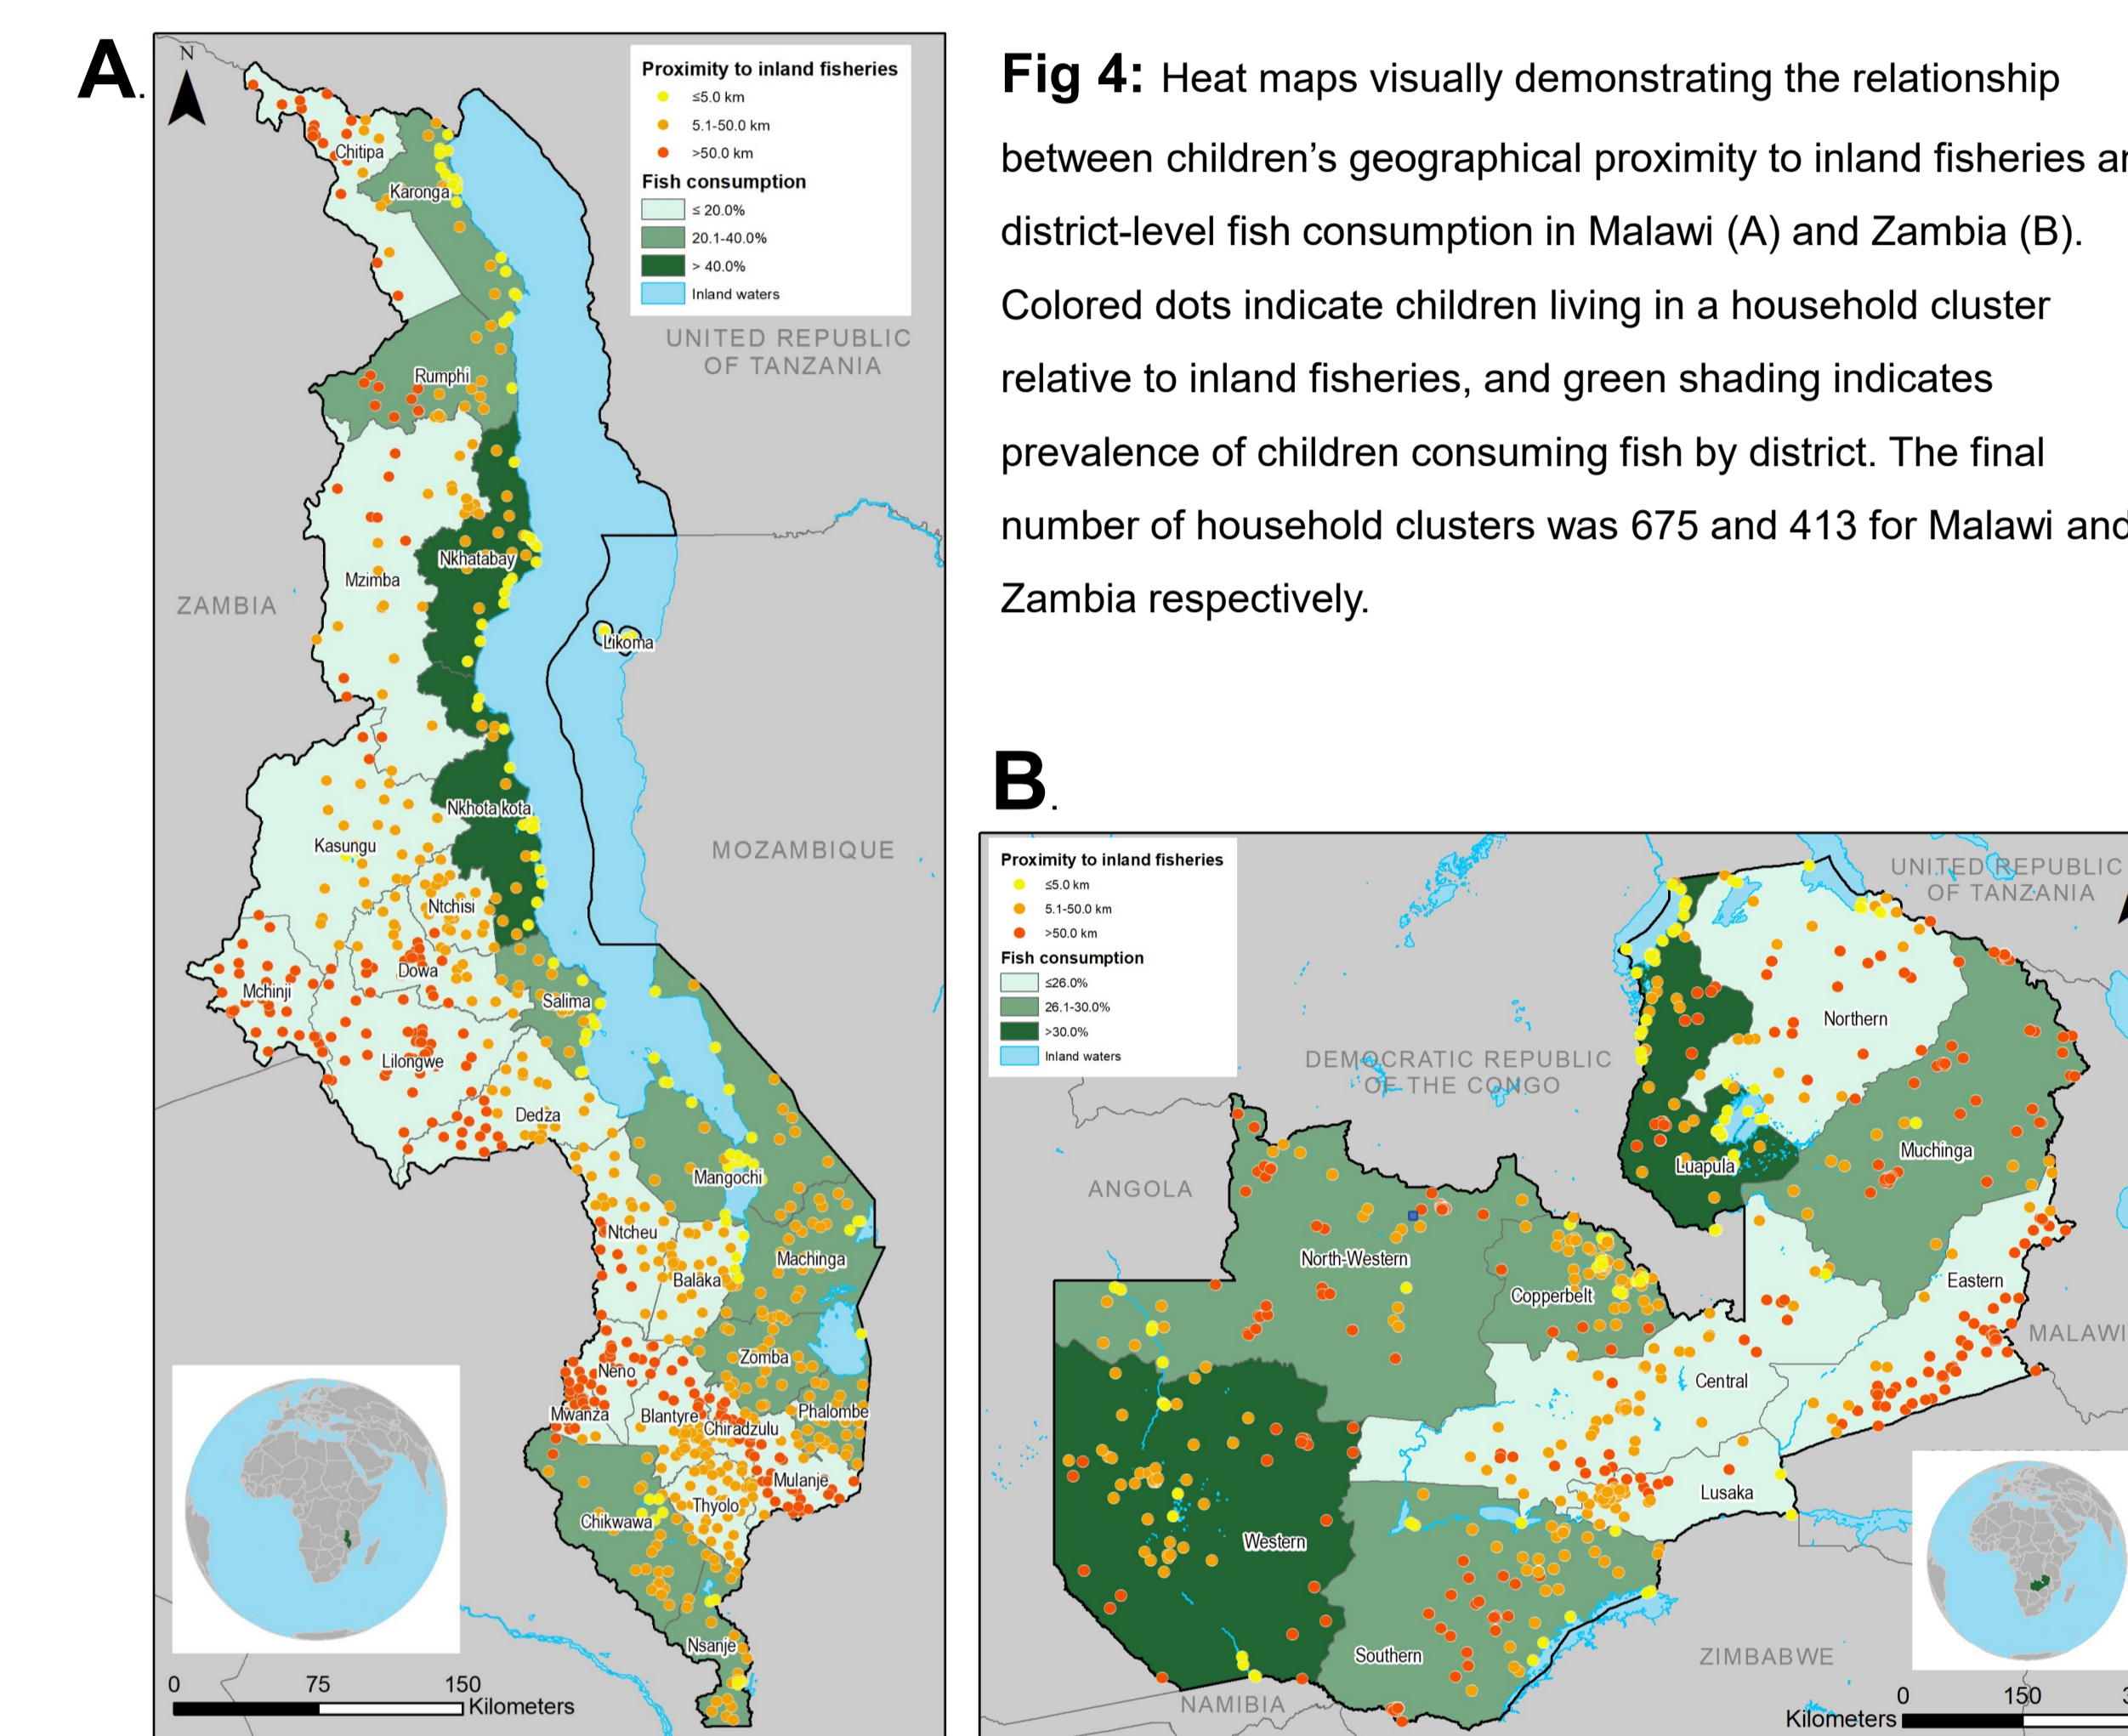 A.
N
Proximity to inland fisheries
≤5.0 km
5.1-50.0 km
>50.0 km
Fish consumption
≤ 20.0%
20.1-40.0%
> 40.0%
Inland waters
UNITED REPUBLIC
OF TANZANIA
Chitipa
Karonga
Rumphi
Nkhatabay
Mzimba
ZAMBIA
Likoma
Nkhota kota
Kasungu
MOZAMBIQUE
Ntchisi
Dowa
Mchinji
Salima
Lilongwe
Dedza
Mangochi
Ntcheu
Machinga
Balaka
Zomba
Neno
Mwanza
Blantyre
Phalombe
Chiradzulu
Mulanje
Thyolo
Chikwawa
Nsanje
0 75 150
Kilometers
Fig 4: Heat maps visually demonstrating the relationship
between children’s geographical proximity to inland fisheries
district-level fish consumption in Malawi (A) and Zambia (B).
Colored dots indicate children living in a household cluster
relative to inland fisheries, and green shading indicates
prevalence of children consuming fish by district. The final
number of household clusters was 675 and 413 for Malawi and
Zambia respectively.
B.
Proximity to inland fisheries
≤5.0 km
5.1-50.0 km
>50.0 km
Fish consumption
≤26.0%
26.1-30.0%
>30.0%
Inland waters
UNITED REPUBLIC
OF TANZANIA
DEMOCRATIC REPUBLIC
OF THE CONGO
Northern
Muchinga
Luapula
ANGOLA
North-Western
Copperbelt
Eastern
MALAWI
Central
Lusaka
Western
Southern
ZIMBABWE
NAMIBIA
0 150
Kilometers